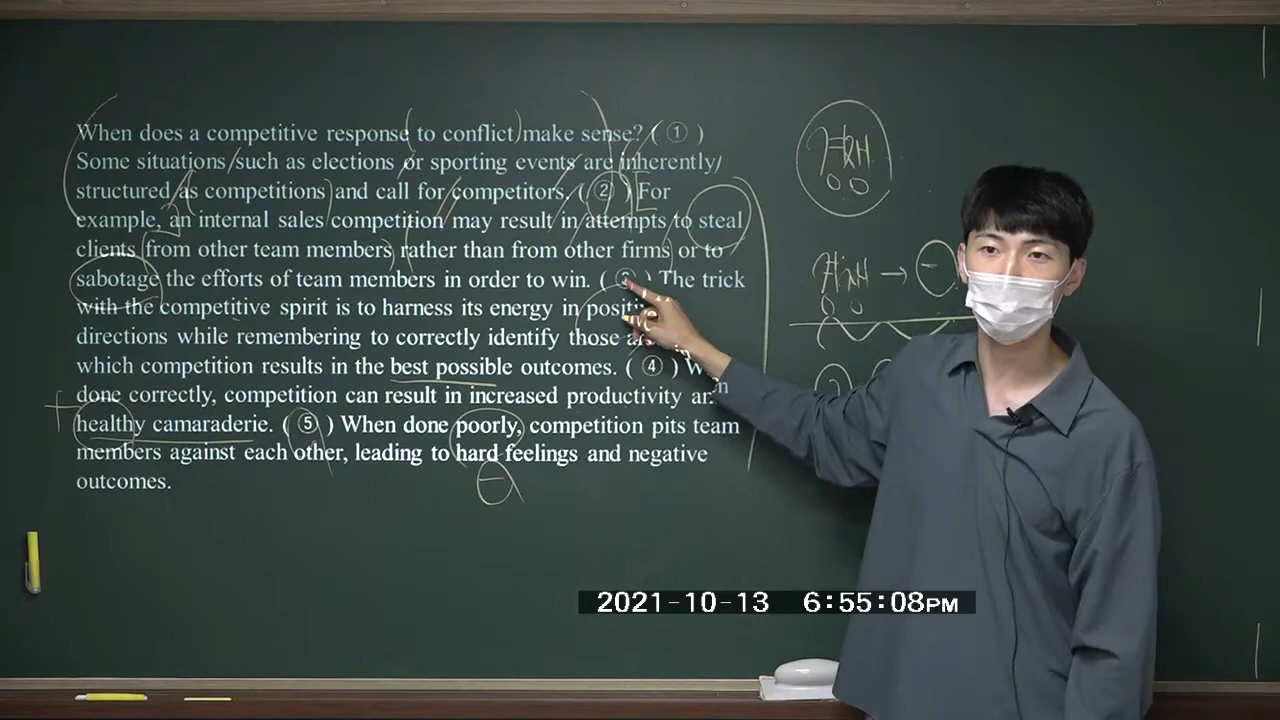 When does a competitive response to conflict make sense? ( ① )
Some situations such as elections or sporting events are inherently
structured as competitions and call for competitors. ( ② ) For
example, an internal sales competition may result in attempts to steal
clients from other team members rather than from other firms or to
sabotage the efforts of team members in order to win. ( ③ ) The trick
with the competitive spirit is to harness its energy in
directions while remembering to correctly identify those
which competition results in the best possible outcomes. ( ④ )
done correctly, competition can result in increased productivity
healthy camaraderie. ( ⑤ ) When done poorly, competition pits team
members against each other, leading to hard feelings and negative
outcomes.
2021-10-13 6:55:08PM